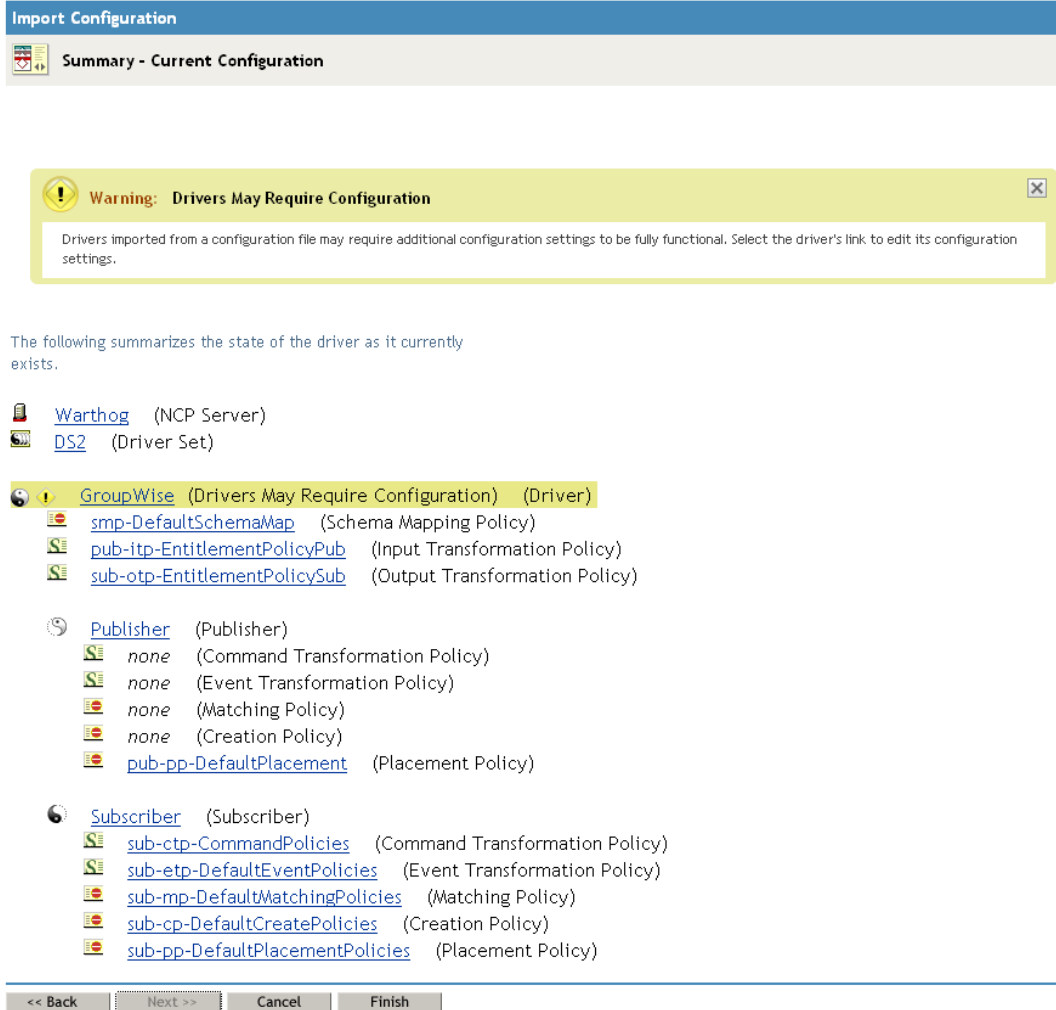 Import Configuration
Summary - Current Configuration
Warning: Drivers May Require Configuration
Drivers imported from a configuration file may require additional configuration settings to be fully functional. Select the driver's link to edit its configuration
settings.
The following summarizes the state of the driver as it currently
exists.
Warthog (NCP Server)
DS2 (Driver Set)
GroupWise (Drivers May Require Configuration) (Driver)
smp-DefaultSchemaMap (Schema Mapping Policy)
pub-itp-EntitlementPolicyPub (Input Transformation Policy)
sub-otp-EntitlementPolicySub (Output Transformation Policy)
Publisher (Publisher)
none (Command Transformation Policy)
none (Event Transformation Policy)
none (Matching Policy)
none (Creation Policy)
pub-pp-DefaultPlacement (Placement Policy)
Subscriber (Subscriber)
sub-ctp-CommandPolicies (Command Transformation Policy)
sub-etp-DefaultEventPolicies (Event Transformation Policy)
sub-mp-DefaultMatchingPolicies (Matching Policy)
sub-cp-DefaultCreatePolicies (Creation Policy)
sub-pp-DefaultPlacementPolicies (Placement Policy)
<< Back Next >> Cancel Finish